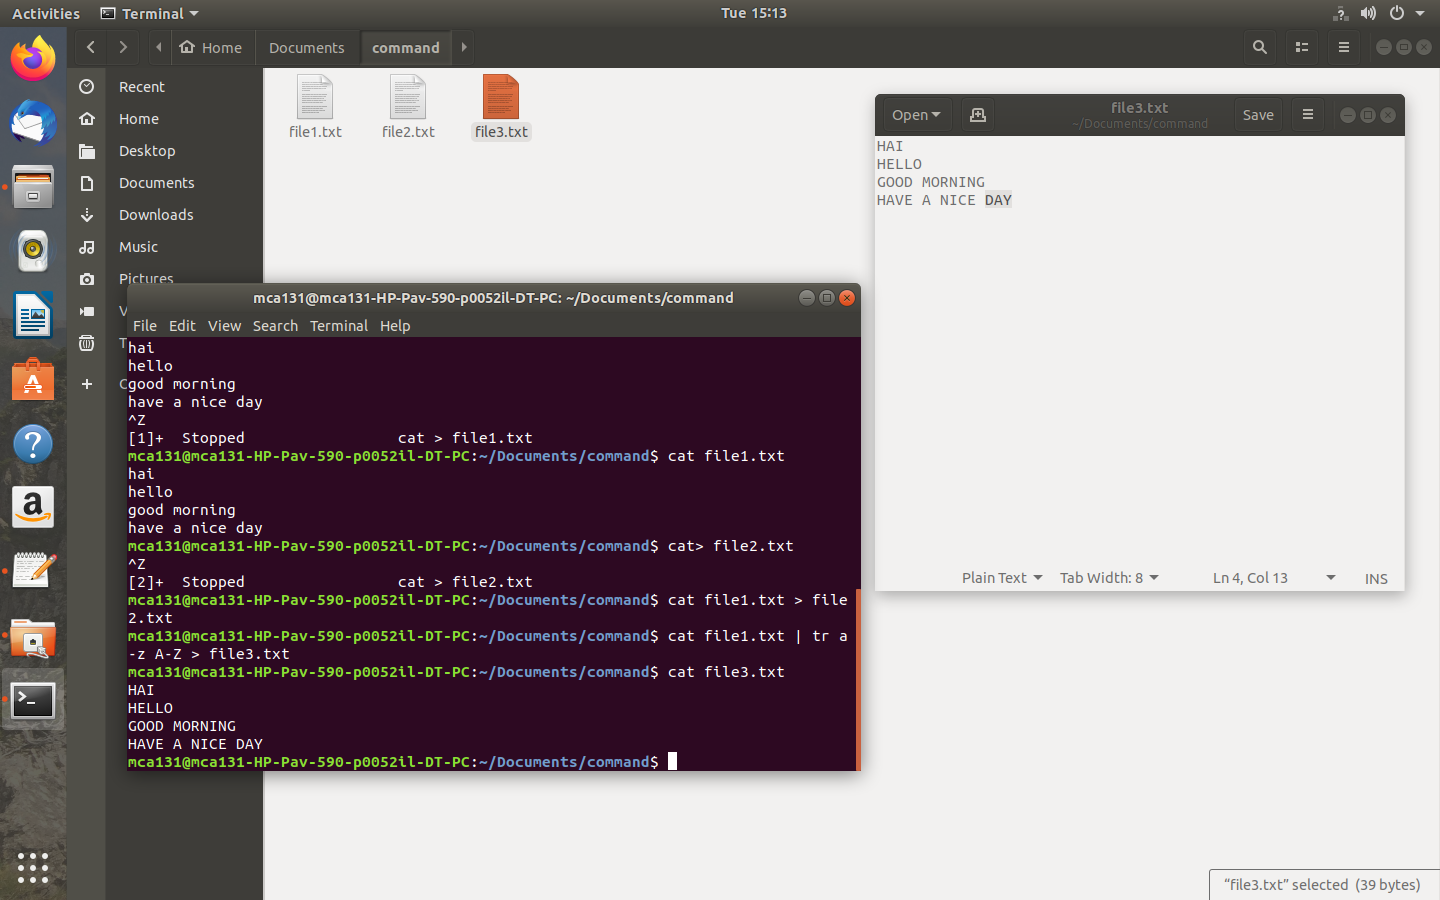 Activities Terminal Tue 15:13
Home Documents command
Recent
Home
Desktop
Documents
Downloads
Music
Pictures
file1.txt file2.txt file3.txt
Open file3.txt Save
~/Documents/command
HAI
HELLO
GOOD MORNING
HAVE A NICE DAY
Plain Text Tab Width: 8 Ln 4, Col 13 INS
mca131@mca131-HP-Pav-590-p0052il-DT-PC: ~/Documents/command
File Edit View Search Terminal Help
hai
hello
good morning
have a nice day
^Z
[1]+ Stopped cat > file1.txt
mca131@mca131-HP-Pav-590-p0052il-DT-PC:~/Documents/command$ cat file1.txt
hai
hello
good morning
have a nice day
mca131@mca131-HP-Pav-590-p0052il-DT-PC:~/Documents/command$ cat> file2.txt
^Z
[2]+ Stopped cat > file2.txt
mca131@mca131-HP-Pav-590-p0052il-DT-PC:~/Documents/command$ cat file1.txt > file
2.txt
mca131@mca131-HP-Pav-590-p0052il-DT-PC:~/Documents/command$ cat file1.txt | tr a
-z A-Z > file3.txt
mca131@mca131-HP-Pav-590-p0052il-DT-PC:~/Documents/command$ cat file3.txt
HAI
HELLO
GOOD MORNING
HAVE A NICE DAY
mca131@mca131-HP-Pav-590-p0052il-DT-PC:~/Documents/command$
"file3.txt" selected (39 bytes)